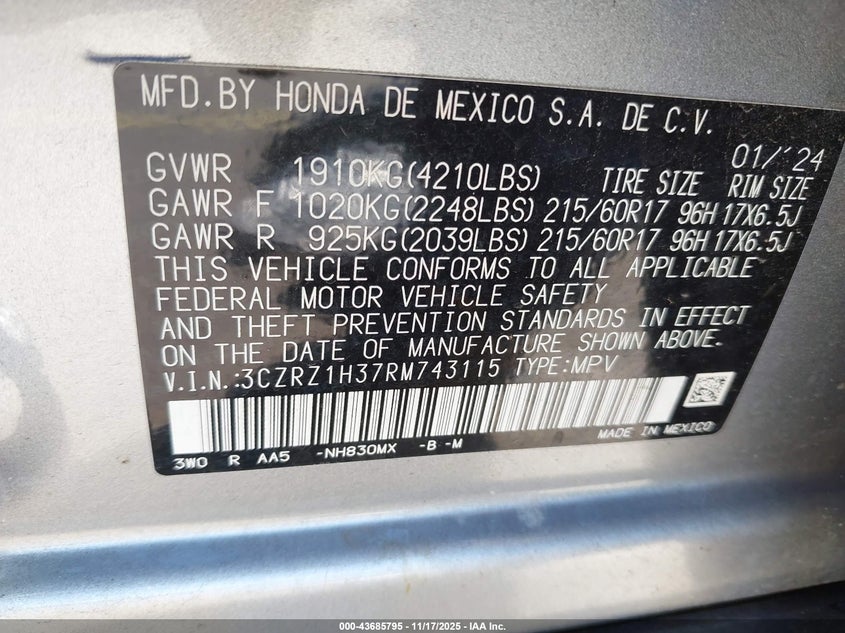 MFD.BY HONDA DE MEXICO S.A. DE C.V.
01/'24
GVWR 1910KG(4210LBS) TIRE SIZE RIM SIZE
GAWR F 1020KG(2248LBS) 215/60R17 96H 17X6.5J
GAWR R 925KG(2039LBS) 215/60R17 96H 17X6.5J
THIS VEHICLE CONFORMS TO ALL APPLICABLE
FEDERAL MOTOR VEHICLE SAFETY
AND THEFT PREVENTION STANDARDS IN EFFECT
ON THE DATE OF MANUFACTURE SHOWN ABOVE.
V.I.N.:3CZRZ1H37RM743115 TYPE:MPV
MADE IN MEXICO
3W0 R AA5 -NH830MX -B -M
000-43685795 - 11/17/2025 - IAA Inc.